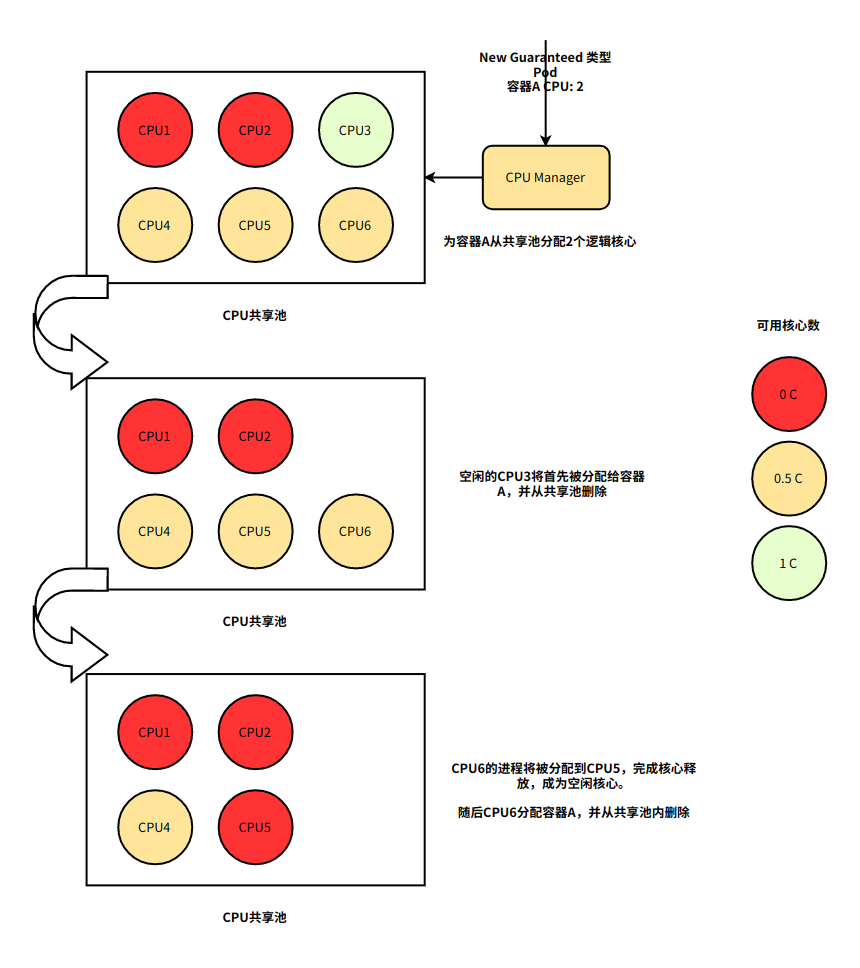 New Guaranteed 类型
Pod
容器A CPU: 2
CPU1
CPU2
CPU3
CPU Manager
CPU4
CPU5
CPU6
为容器A从共享池分配2个逻辑核心
CPU共享池
可用核心数
0 C
0.5 C
1 C
CPU1
CPU2
空闲的CPU3将首先被分配给容器
A，并从共享池删除
CPU4
CPU5
CPU6
CPU共享池
CPU1
CPU2
CPU6的进程将被分配到CPU5，完成核心释
放，成为空闲核心。
随后CPU6分配容器A，并从共享池内删除
CPU4
CPU5
CPU共享池